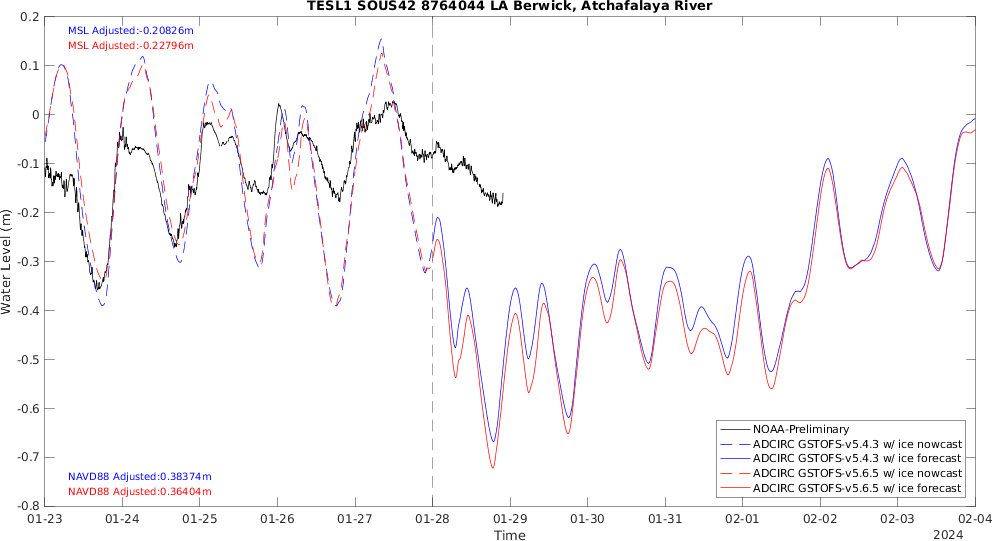 TESL1 SOUS42 8764044 LA Berwick, Atchafalaya River
MSL Adjusted:-0.20826m
MSL Adjusted:-0.22796m
NAVD88 Adjusted:0.38374m
NAVD88 Adjusted:0.36404m
Water Level (m)
0.2
0.1
0
-0.1
-0.2
-0.3
-0.4
-0.5
-0.6
-0.7
-0.8
NOAA-Preliminary
ADCIRC GSTOFS-v5.4.3 w/ ice nowcast
ADCIRC GSTOFS-v5.4.3 w/ ice forecast
ADCIRC GSTOFS-v5.6.5 w/ ice nowcast
ADCIRC GSTOFS-v5.6.5 w/ ice forecast
01-23 01-24 01-25 01-26 01-27 01-28 01-29 01-30 01-31 02-01 02-02 02-03 02-04
Time
2024